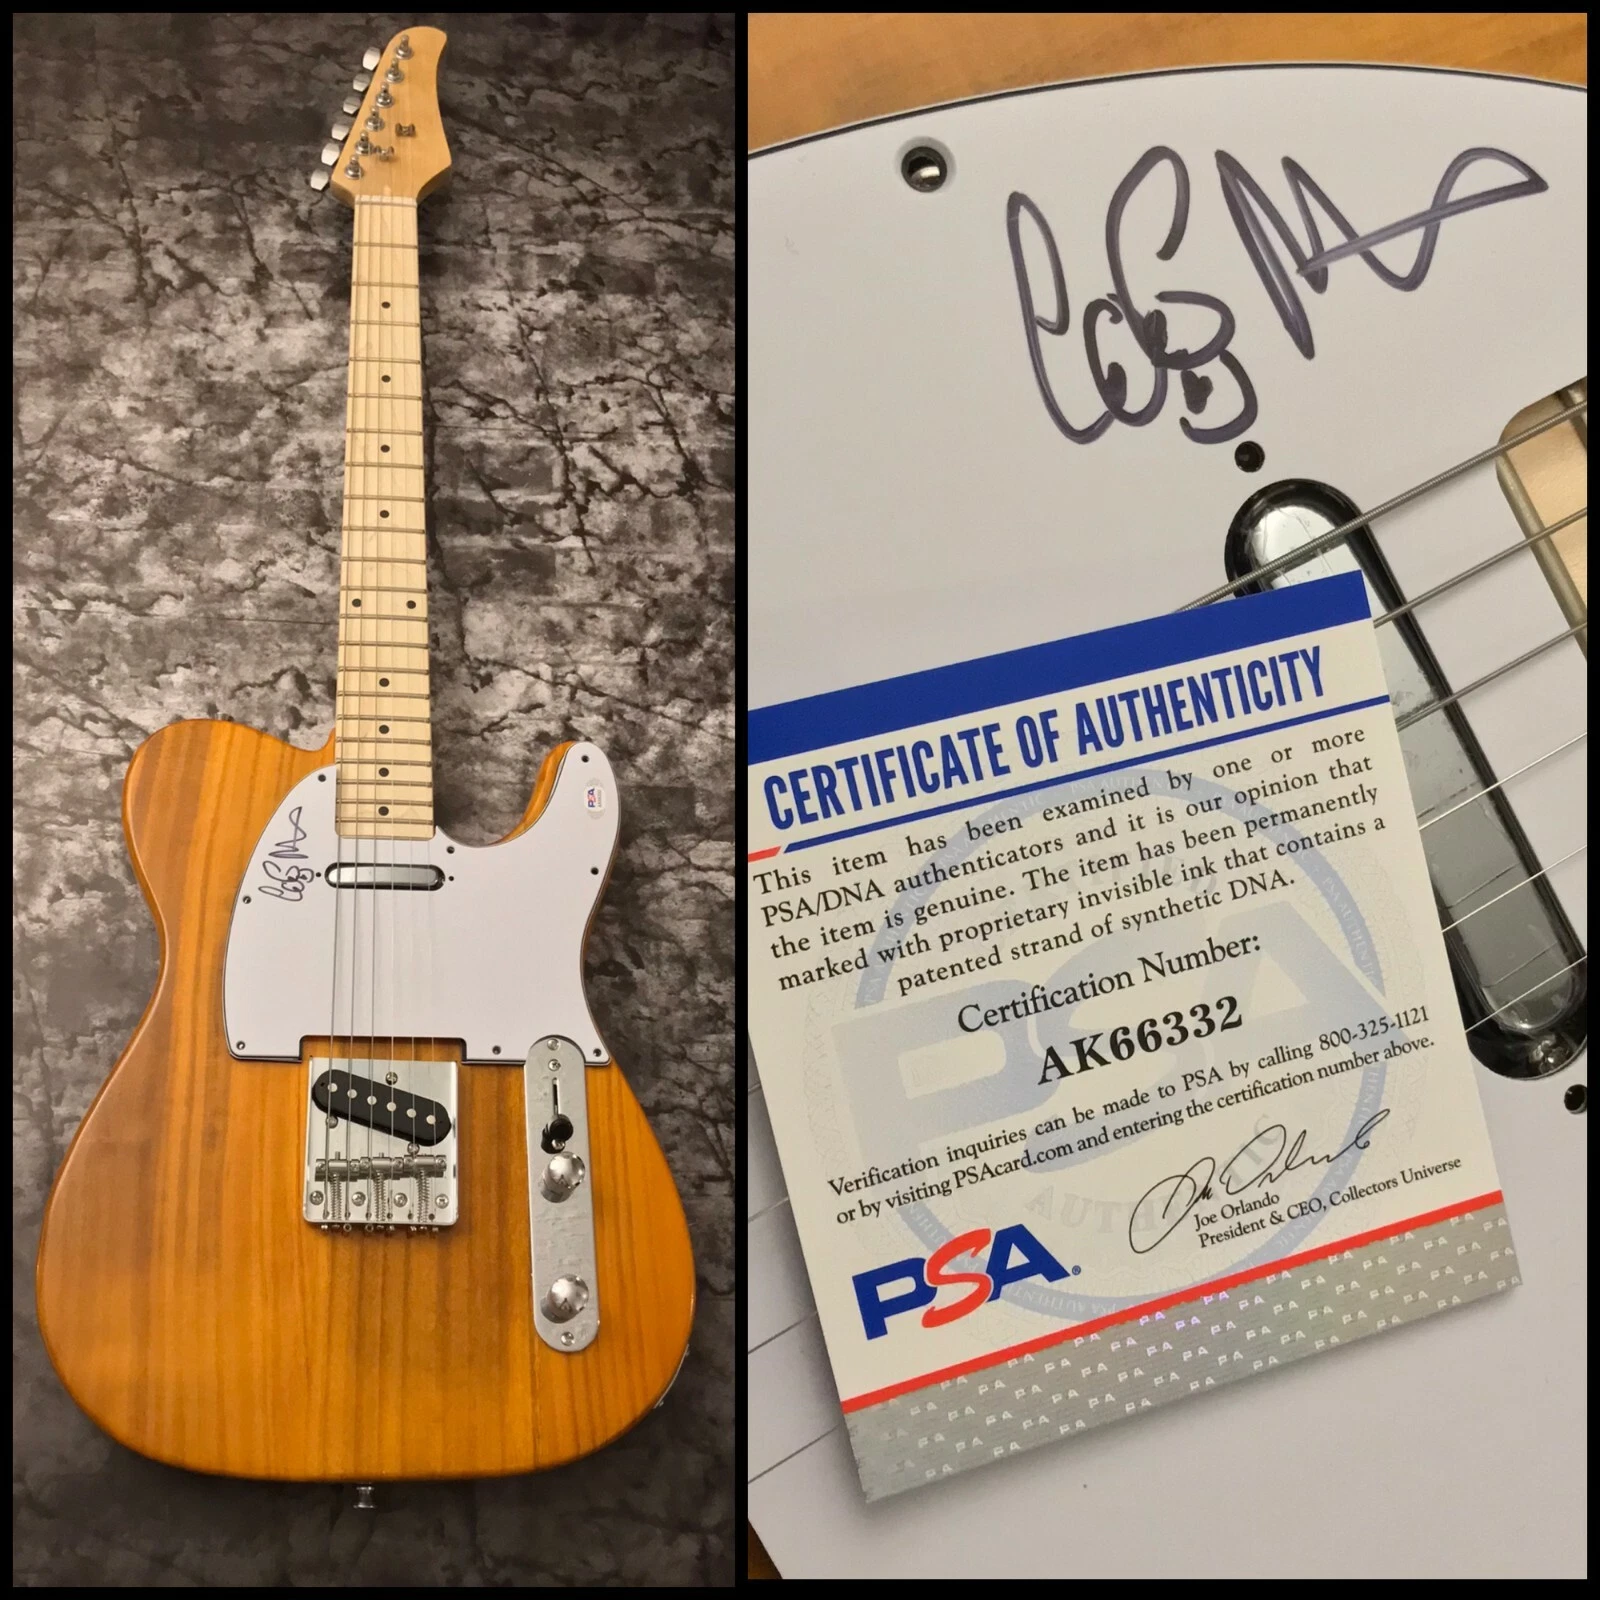 PSA
CERTIFICATE OF AUTHENTICITY
This item has been examined by one or more
PSA/DNA authenticators and it is our opinion that
the item is genuine. The item has been permanently
marked with proprietary invisible ink that contains a
patented strand of synthetic DNA.
Certification Number:
AK66332
Verification inquiries can be made to PSA by calling 800-325-1121
or by visiting PSAcard.com and entering the certification number above.
Joe Orlando
President & CEO, Collectors Universe
PSA®